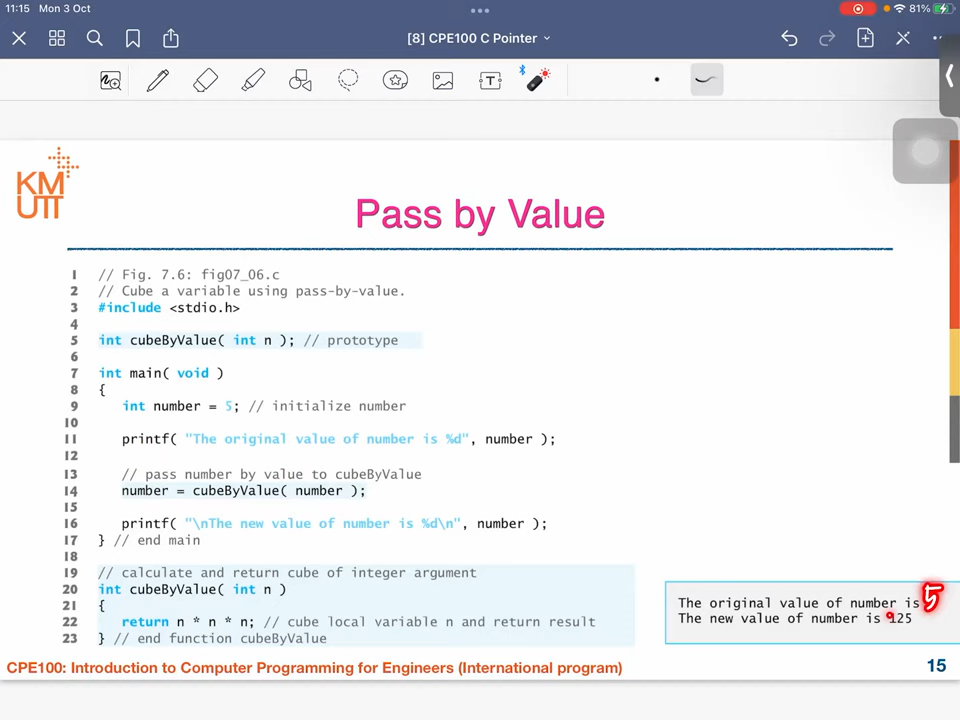 11:15 Mon 3 Oct
81%
[8] CPE100 C Pointer
T
KM
UTT
Pass by Value
1 // Fig. 7.6: fig07_06.c
2 // Cube a variable using pass-by-value.
3 #include <stdio.h>
4
5 int cubeByValue( int n ); // prototype
6
7 int main( void )
8 {
9 int number = 5; // initialize number
10
11 printf( "The original value of number is %d", number );
12
13 // pass number by value to cubeByValue
14 number = cubeByValue( number );
15
16 printf( "\nThe new value of number is %d\n", number );
17 } // end main
18
19 // calculate and return cube of integer argument
20 int cubeByValue( int n )
21 {
22 return n * n * n; // cube local variable n and return result
23 } // end function cubeByValue
The original value of number is 5
The new value of number is 125
CPE100: Introduction to Computer Programming for Engineers (International program)
15